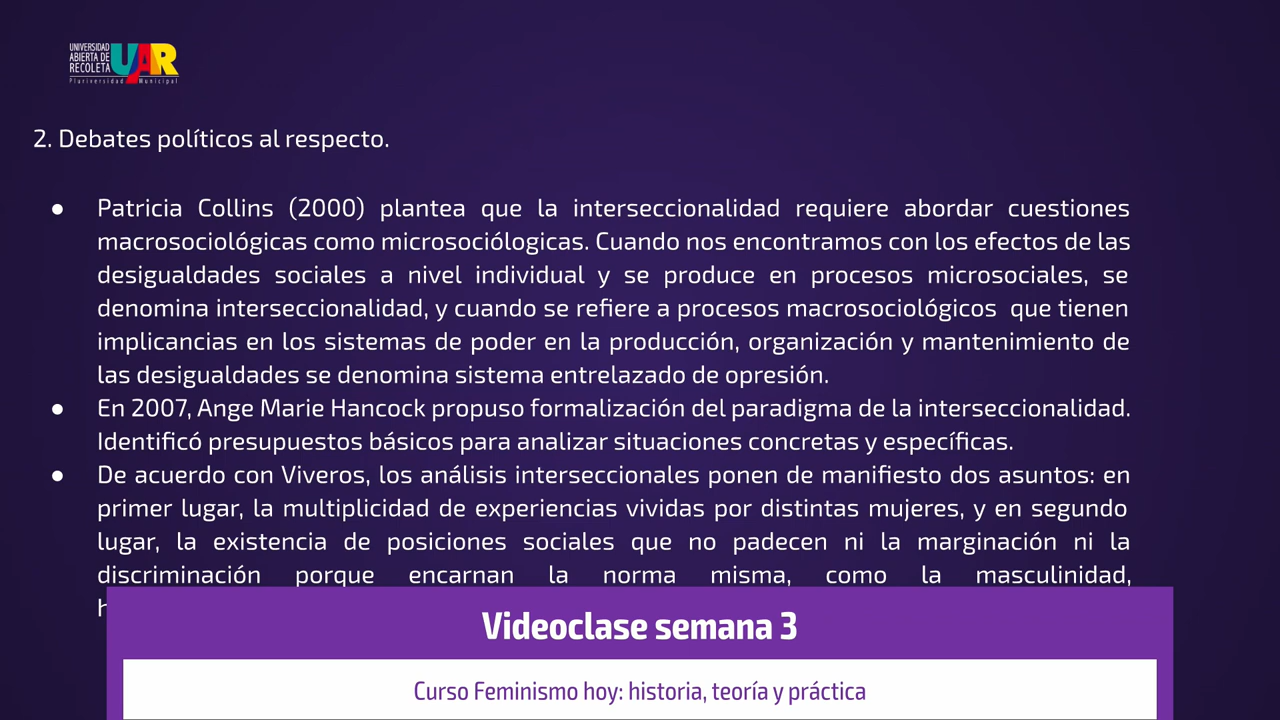 UNIVERSIDAD
ABIERTA DE
RECOLETA
UAR
Pluriversidad Municipal
2. Debates políticos al respecto.
● Patricia Collins (2000) plantea que la interseccionalidad requiere abordar cuestiones
macrosociológicas como microsociólogicas. Cuando nos encontramos con los efectos de las
desigualdades sociales a nivel individual y se produce en procesos microsociales, se
denomina interseccionalidad, y cuando se refiere a procesos macrosociológicos que tienen
implicancias en los sistemas de poder en la producción, organización y mantenimiento de
las desigualdades se denomina sistema entrelazado de opresión.
● En 2007, Ange Marie Hancock propuso formalización del paradigma de la interseccionalidad.
Identificó presupuestos básicos para analizar situaciones concretas y específicas.
● De acuerdo con Viveros, los análisis interseccionales ponen de manifiesto dos asuntos: en
primer lugar, la multiplicidad de experiencias vividas por distintas mujeres, y en segundo
lugar, la existencia de posiciones sociales que no padecen ni la marginación ni la
discriminación porque encarnan la norma misma, como la masculinidad,
Videoclase semana 3
Curso Feminismo hoy: historia, teoría y práctica